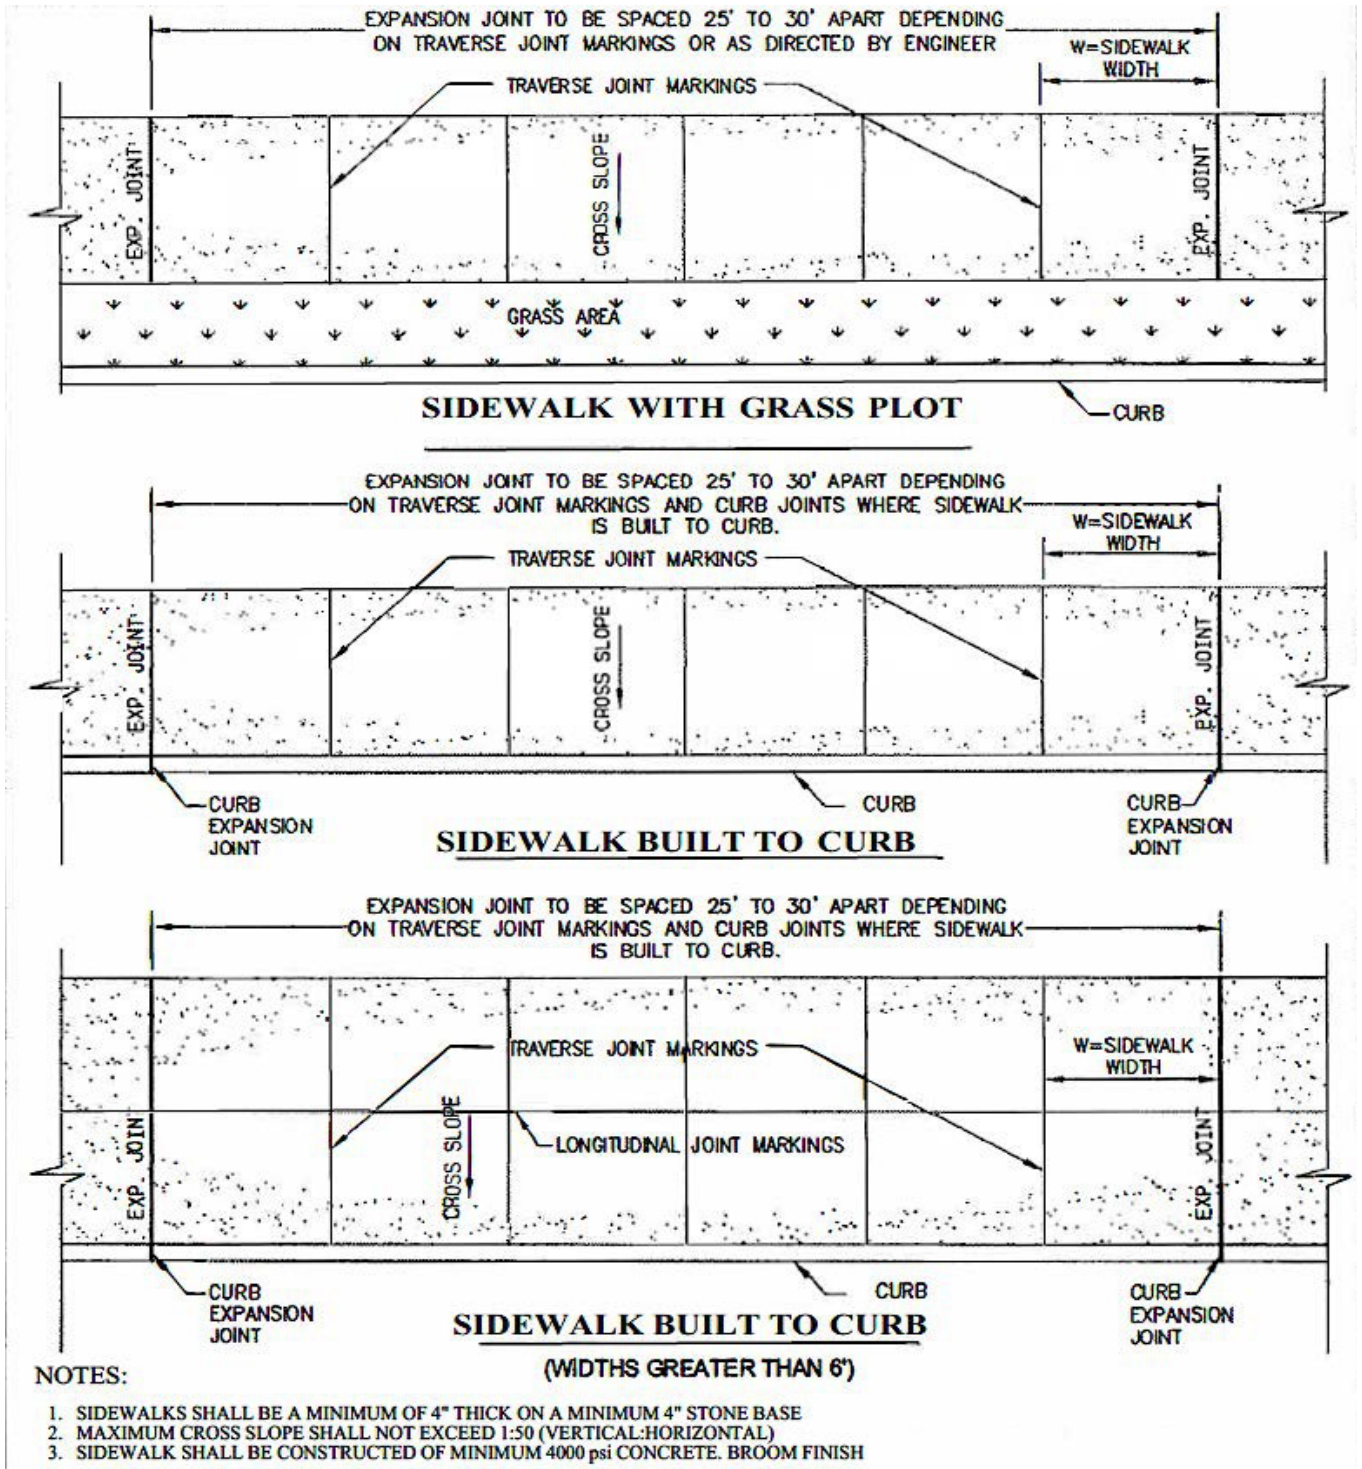 EXPANSION JOINT TO BE SPACED 25' TO 30' APART DEPENDING
ON TRAVERSE JOINT MARKINGS OR AS DIRECTED BY ENGINEER
W=SIDEWALK
WIDTH
TRAVERSE JOINT MARKINGS
EXP. JOINT
CROSS SLOPE
EXP. JOINT
GRASS AREA
SIDEWALK WITH GRASS PLOT
CURB
EXPANSION JOINT TO BE SPACED 25' TO 30' APART DEPENDING
ON TRAVERSE JOINT MARKINGS AND CURB JOINTS WHERE SIDEWALK
IS BUILT TO CURB.
W=SIDEWALK
WIDTH
TRAVERSE JOINT MARKINGS
EXP. JOINT
CROSS SLOPE
EXP. JOINT
CURB
EXPANSION
JOINT
CURB
CURB
EXPANSION
JOINT
SIDEWALK BUILT TO CURB
EXPANSION JOINT TO BE SPACED 25' TO 30' APART DEPENDING
ON TRAVERSE JOINT MARKINGS AND CURB JOINTS WHERE SIDEWALK
IS BUILT TO CURB.
TRAVERSE JOINT MARKINGS
W=SIDEWALK
WIDTH
EXP. JOINT
CROSS SLOPE
LONGITUDINAL JOINT MARKINGS
EXP. JOINT
CURB
EXPANSION
JOINT
CURB
CURB
EXPANSION
JOINT
SIDEWALK BUILT TO CURB
(WIDTHS GREATER THAN 6')
NOTES:
1. SIDEWALKS SHALL BE A MINIMUM OF 4" THICK ON A MINIMUM 4" STONE BASE
2. MAXIMUM CROSS SLOPE SHALL NOT EXCEED 1:50 (VERTICAL:HORIZONTAL)
3. SIDEWALK SHALL BE CONSTRUCTED OF MINIMUM 4000 psi CONCRETE. BROOM FINISH